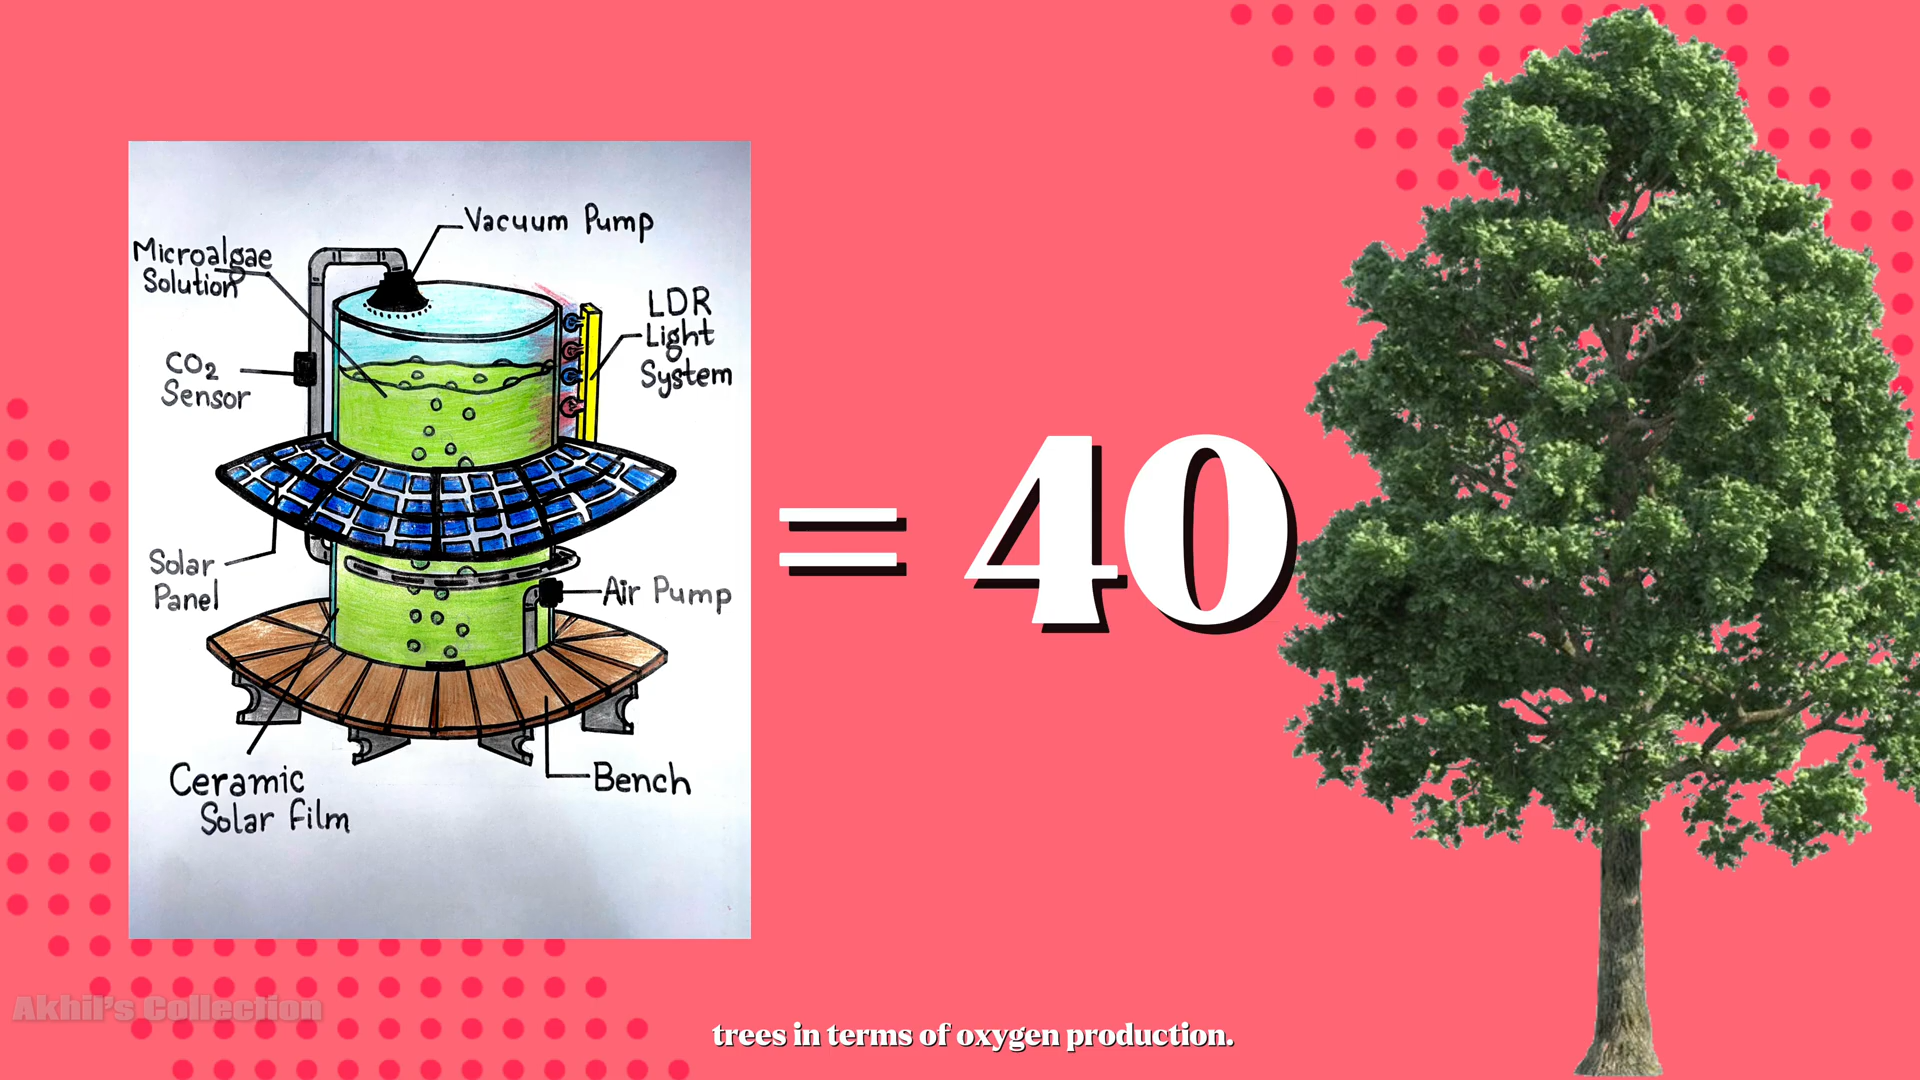 Vacuum Pump
Microalgae
Solution
LDR
Light
System
CO₂
Sensor
Solar
Panel
Air Pump
Ceramic
Solar Film
Bench
= 40
trees in terms of oxygen production.
Akhil's Collection